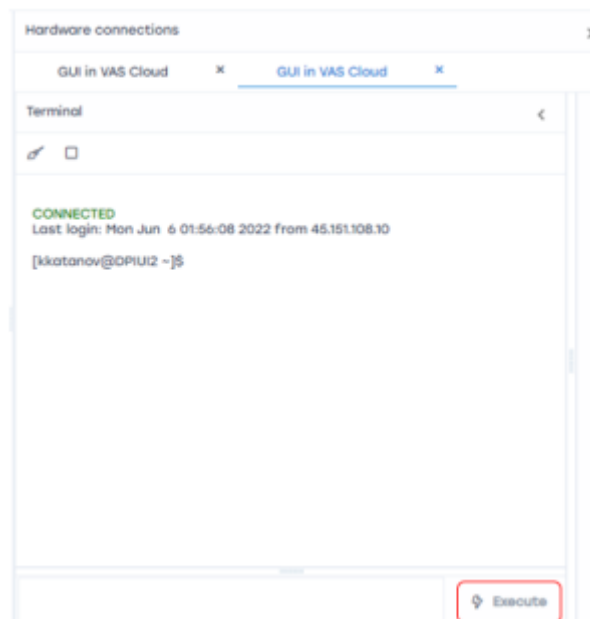 Hardware connections
GUI in VAS Cloud × GUI in VAS Cloud ×
Terminal
CONNECTED
Last login: Mon Jun 6 01:56:08 2022 from 45.151.108.10
[kkatanov@DPIUI2 ~]$
Execute